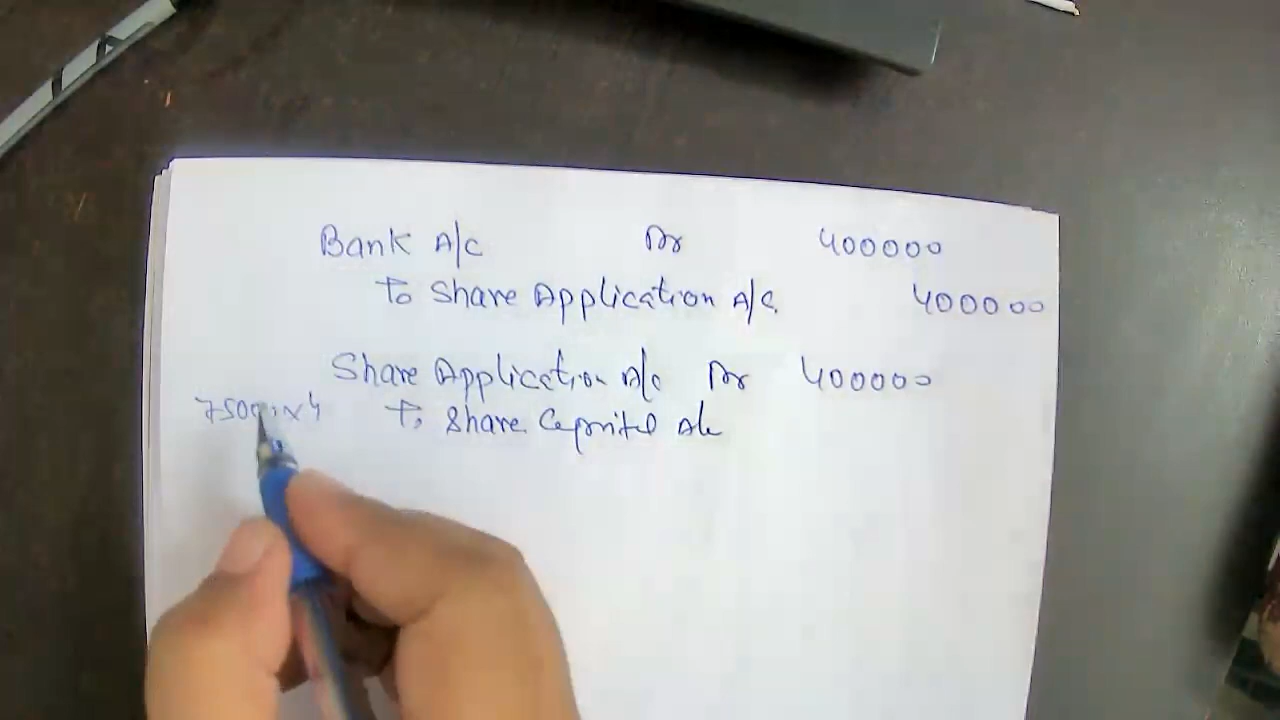 Bank A/c Dr 400000
To Share Application A/c. 400000
Share Application A/c Dr 400000
To Share Capital A/c